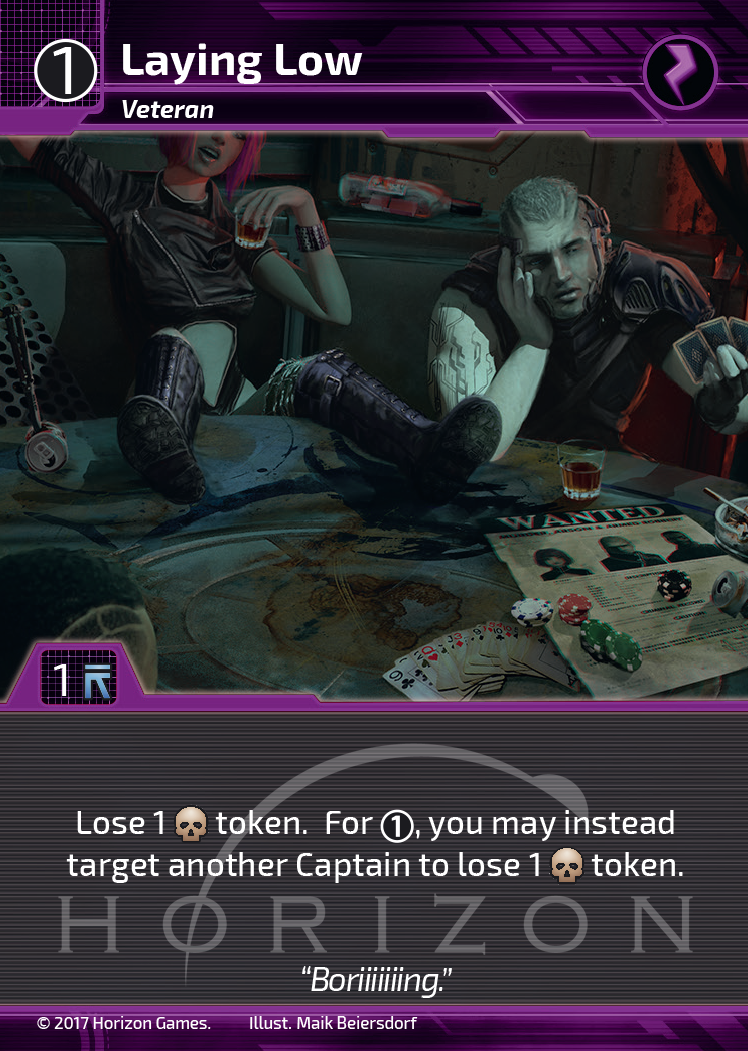 1
Laying Low
Veteran
WANTED
1
Lose 1 token. For 1, you may instead
target another Captain to lose 1 token.
HORIZON
“Boriiiiiiing.”
© 2017 Horizon Games. Illust. Maik Beiersdorf